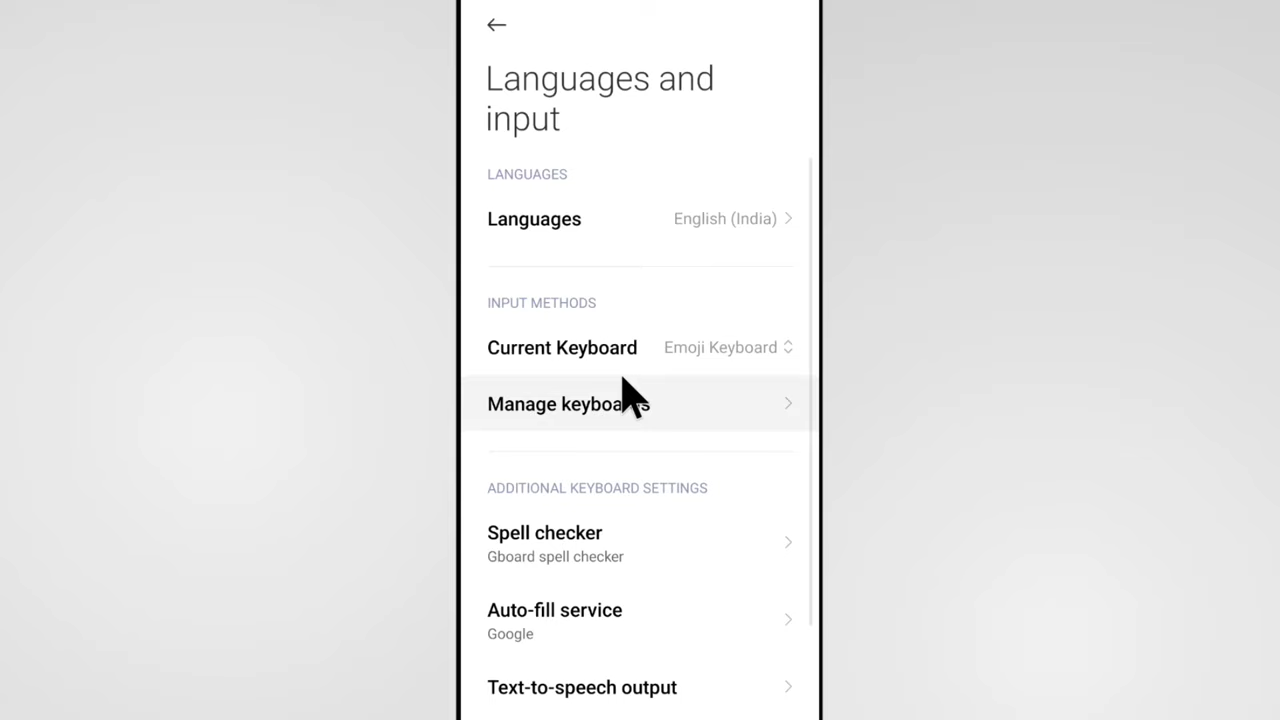 Languages and
input
LANGUAGES
Languages English (India)
INPUT METHODS
Current Keyboard Emoji Keyboard
Manage keyboards
ADDITIONAL KEYBOARD SETTINGS
Spell checker
Gboard spell checker
Auto-fill service
Google
Text-to-speech output